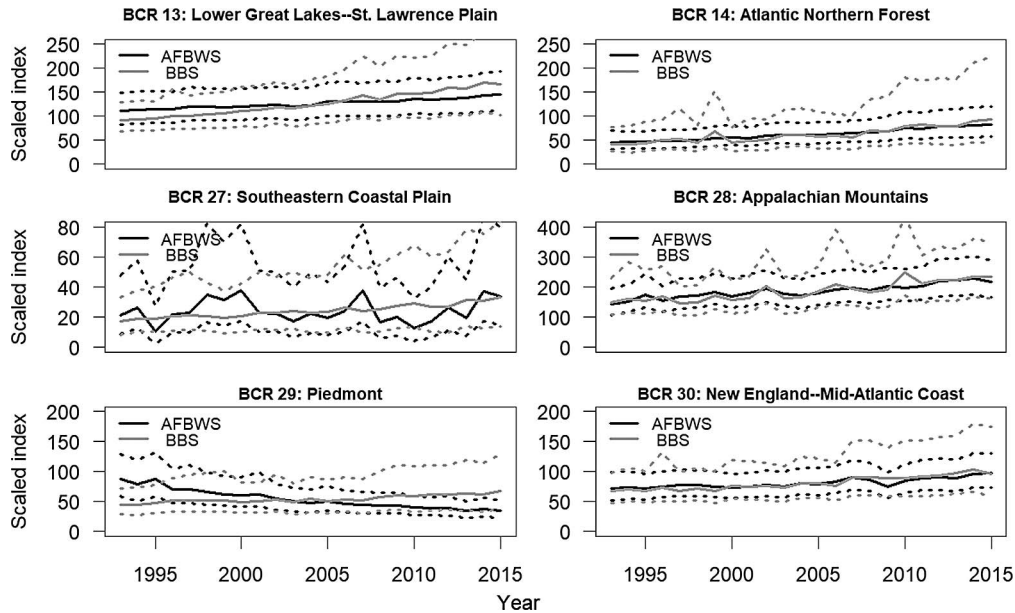 BCR 13: Lower Great Lakes--St. Lawrence Plain
250
200
150
100
50
0
Scaled index
AFBWS
BBS
BCR 14: Atlantic Northern Forest
250
200
150
100
50
0
AFBWS
BBS
BCR 27: Southeastern Coastal Plain
80
60
40
20
0
Scaled index
AFBWS
BBS
BCR 28: Appalachian Mountains
400
300
200
100
0
AFBWS
BBS
BCR 29: Piedmont
200
150
100
50
0
Scaled index
AFBWS
BBS
1995 2000 2005 2010 2015
BCR 30: New England--Mid-Atlantic Coast
200
150
100
50
0
AFBWS
BBS
1995 2000 2005 2010 2015
Year